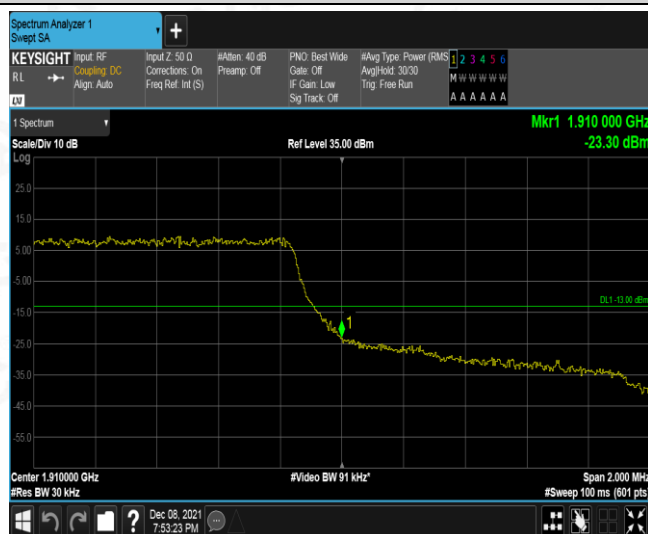 Spectrum Analyzer 1
Swept SA
+
KEYSIGHT Input: RF Input Z: 50 Ω #Atten: 40 dB PNO: Best Wide #Avg Type: Power (RMS 1 2 3 4 5 6
RL Coupling: DC Corrections: On Preamp: Off Gate: Off Avg|Hold: 30/30 M W W W W W
Align: Auto Freq Ref: Int (S) IF Gain: Low Trig: Free Run
Sig Track: Off A A A A A A
LXI
1 Spectrum Mkr1 1.910 000 GHz
Scale/Div 10 dB Ref Level 35.00 dBm -23.30 dBm
Log
25.0
15.0
5.00
-5.00
DL1 -13.00 dBm
-15.0
1
-25.0
-35.0
-45.0
-55.0
Center 1.910000 GHz #Video BW 91 kHz* Span 2.000 MHz
#Res BW 30 kHz #Sweep 100 ms (601 pts)
? Dec 08, 2021
7:53:23 PM